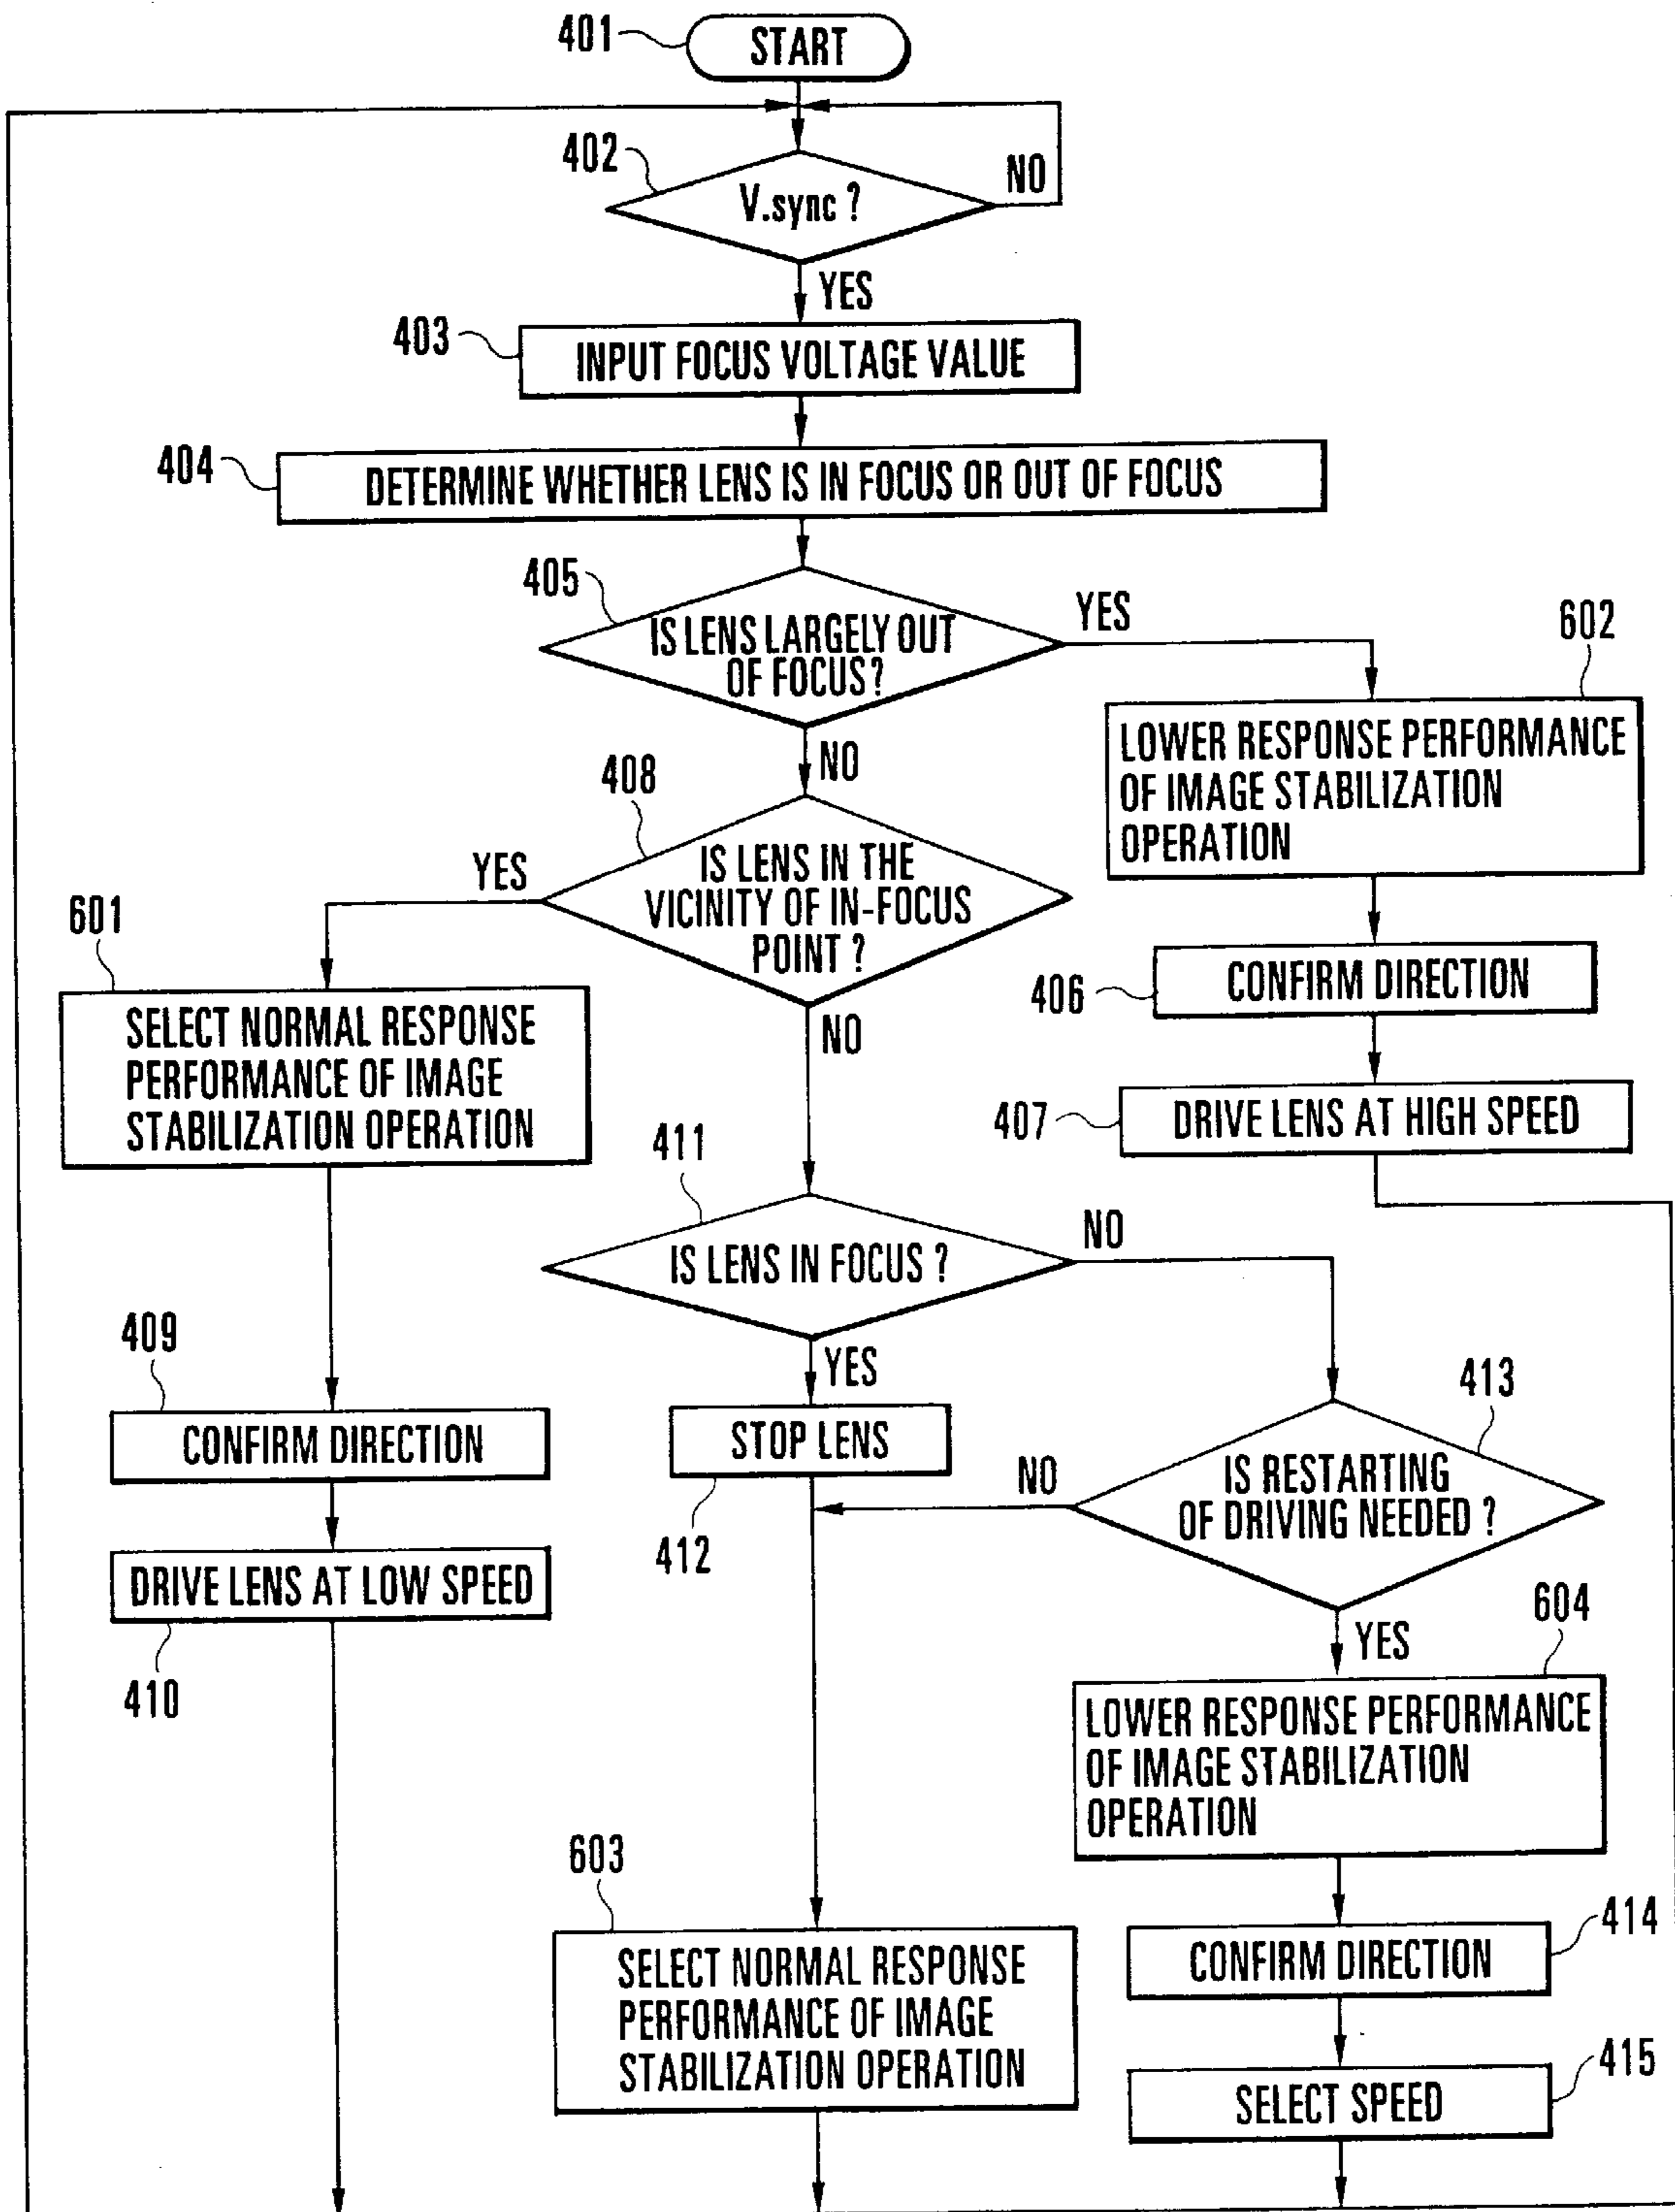 401
START
402
V.sync ?
NO
YES
403
INPUT FOCUS VOLTAGE VALUE
404
DETERMINE WHETHER LENS IS IN FOCUS OR OUT OF FOCUS
405
IS LENS LARGELY OUT
OF FOCUS?
YES
NO
602
LOWER RESPONSE PERFORMANCE
OF IMAGE STABILIZATION
OPERATION
406
CONFIRM DIRECTION
407
DRIVE LENS AT HIGH SPEED
408
IS LENS IN THE
VICINITY OF IN-FOCUS
POINT ?
YES
NO
601
SELECT NORMAL RESPONSE
PERFORMANCE OF IMAGE
STABILIZATION OPERATION
409
CONFIRM DIRECTION
DRIVE LENS AT LOW SPEED
410
411
IS LENS IN FOCUS ?
NO
YES
STOP LENS
412
413
IS RESTARTING
OF DRIVING NEEDED ?
NO
YES
604
LOWER RESPONSE PERFORMANCE
OF IMAGE STABILIZATION
OPERATION
603
SELECT NORMAL RESPONSE
PERFORMANCE OF IMAGE
STABILIZATION OPERATION
414
CONFIRM DIRECTION
415
SELECT SPEED